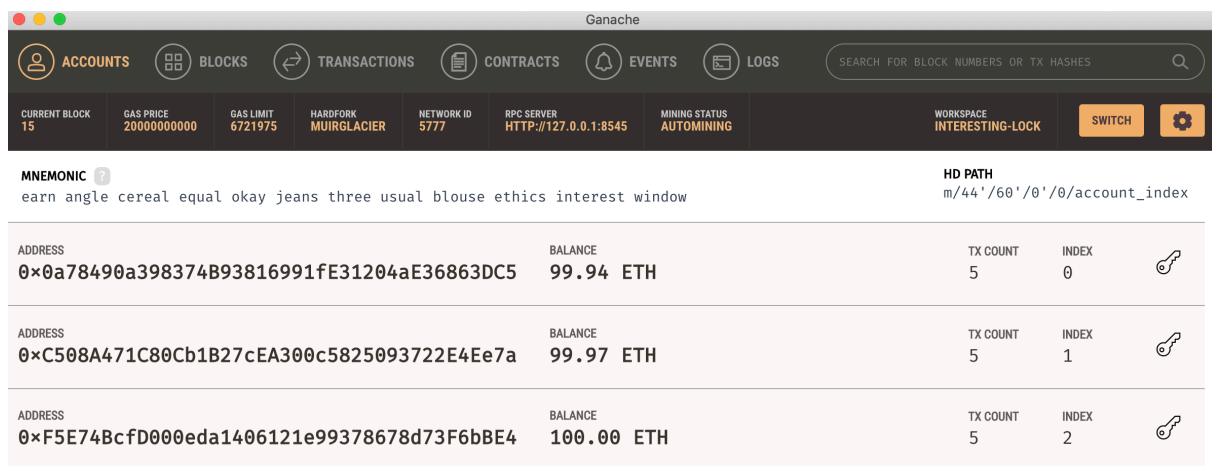 Ganache
ACCOUNTS BLOCKS TRANSACTIONS CONTRACTS EVENTS LOGS SEARCH FOR BLOCK NUMBERS OR TX HASHES
CURRENT BLOCK GAS PRICE GAS LIMIT HARDFORK NETWORK ID RPC SERVER MINING STATUS WORKSPACE
15 20000000000 6721975 MUIRGLACIER 5777 HTTP://127.0.0.1:8545 AUTOMINING INTERESTING-LOCK SWITCH
MNEMONIC ? HD PATH
earn angle cereal equal okay jeans three usual blouse ethics interest window m/44'/60'/0'/0/account_index
ADDRESS BALANCE TX COUNT INDEX
0×0a78490a398374B93816991fE31204aE36863DC5 99.94 ETH 5 0
ADDRESS BALANCE TX COUNT INDEX
0×C508A471C80Cb1B27cEA300c5825093722E4Ee7a 99.97 ETH 5 1
ADDRESS BALANCE TX COUNT INDEX
0×F5E74BcfD000eda1406121e99378678d73F6bBE4 100.00 ETH 5 2